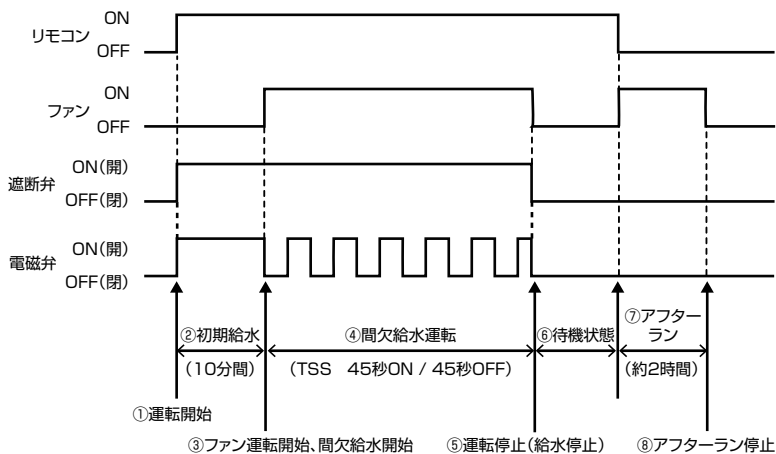 ON
リモコン
OFF
ON
ファン
OFF
ON(開)
遮断弁
OFF(閉)
ON(開)
電磁弁
OFF(閉)
②初期給水
(10分間)
④間欠給水運転
(TSS 45秒ON / 45秒OFF)
⑥待機状態
⑦アフター
ラン
(約2時間)
①運転開始
③ファン運転開始、間欠給水開始
⑤運転停止(給水停止)
⑧アフターラン停止